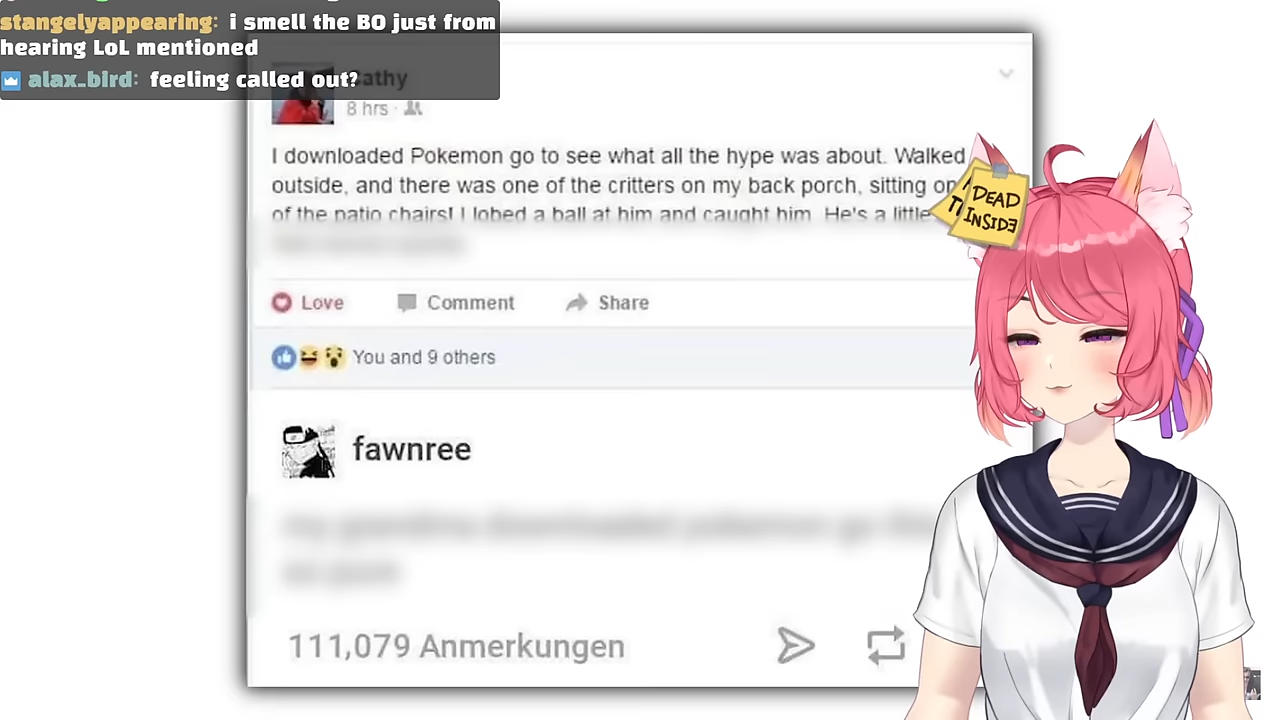 stangelyappearing: i smell the BO just from
hearing LoL mentioned
alax_bird: feeling called out?
8 hrs ·
I downloaded Pokemon go to see what all the hype was about. Walked
outside, and there was one of the critters on my back porch, sitting on
of the patio chairs! I lobed a ball at him and caught him. He's a little
Love Comment Share
You and 9 others
fawnree
111,079 Anmerkungen
DEAD
INSIDE